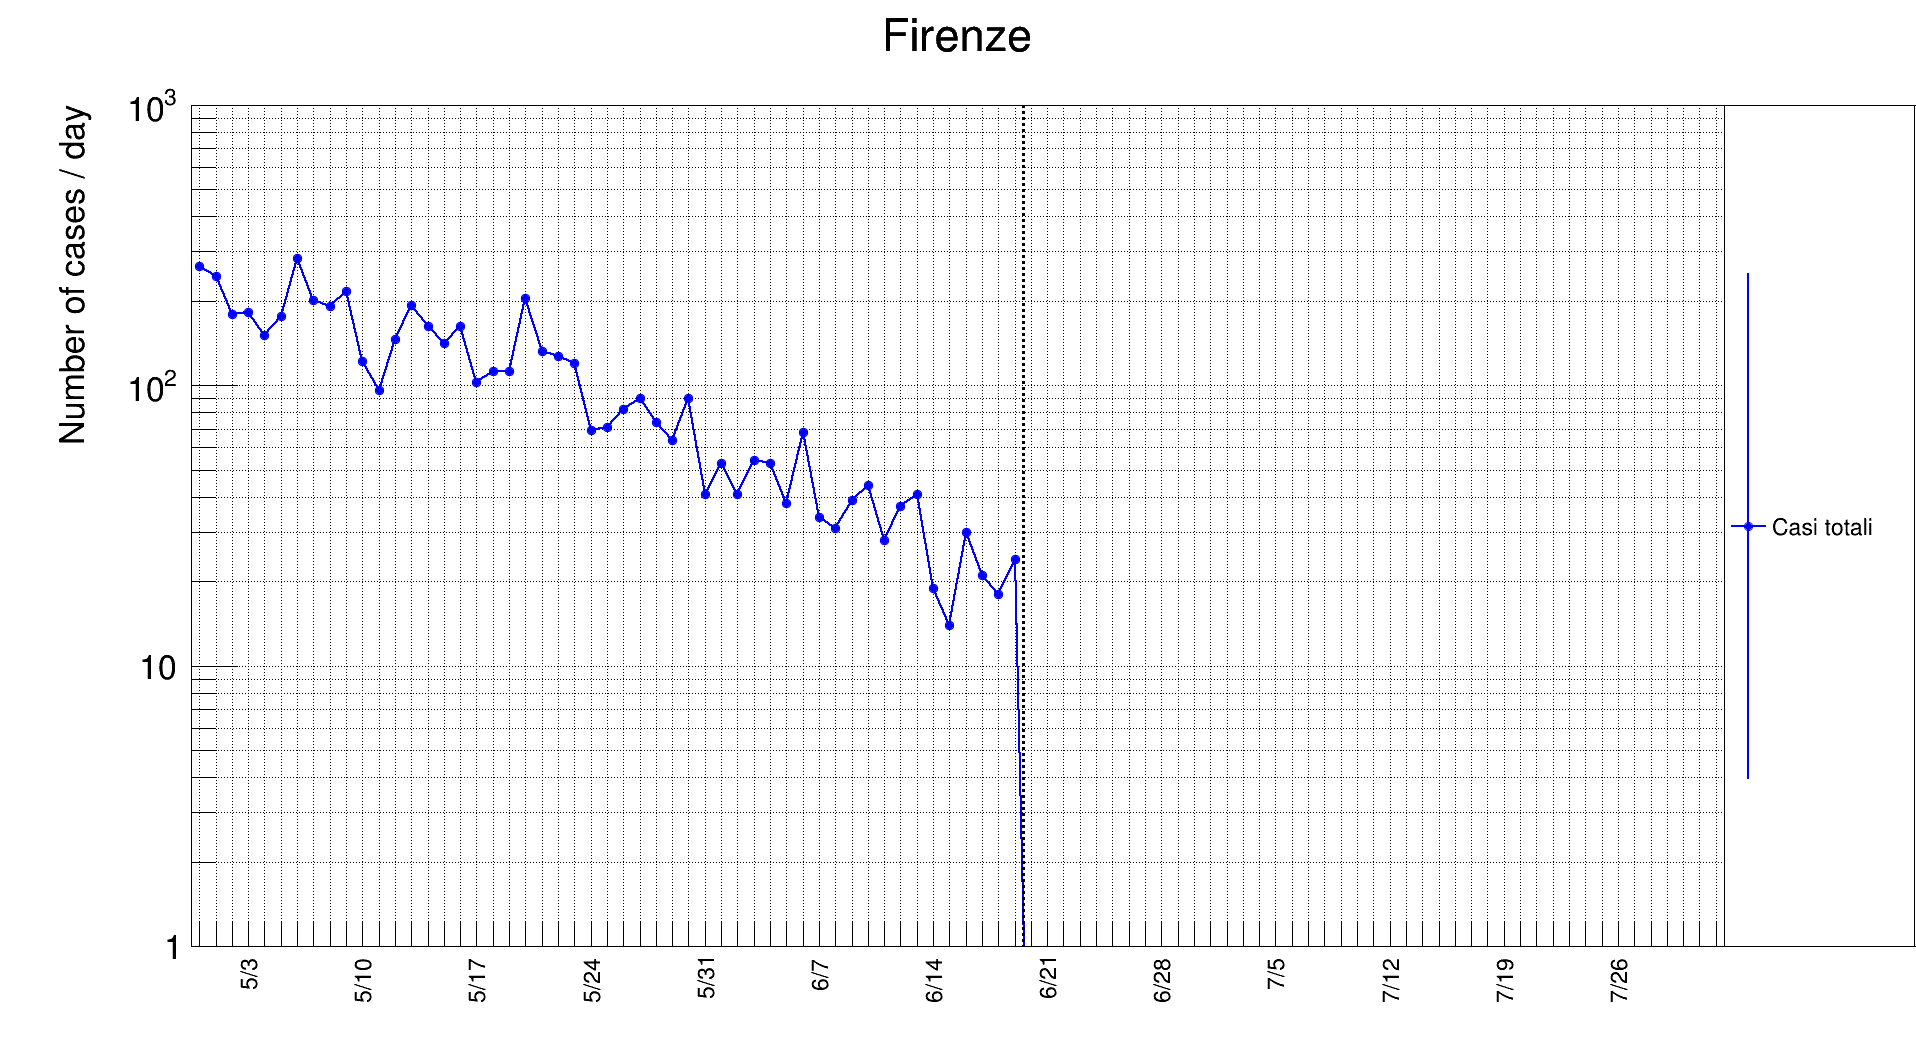 Firenze
Number of cases / day
10³
10²
10
1
5/3 5/10 5/17 5/24 5/31 6/7 6/14 6/21 6/28 7/5 7/12 7/19 7/26
Casi totali